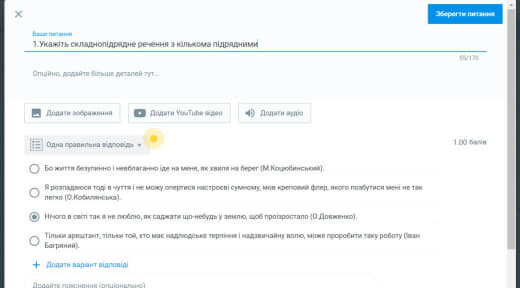 Зберегти питання
Ваше питання
1.Укажіть складнопідрядне речення з кількома підрядними
55/170
Опційно, додайте більше деталей тут...
Додати зображення
Додати YouTube відео
Додати аудіо
Одна правильна відповідь
1.00 балів
Бо життя безупинно і невблаганно іде на мене, як хвиля на берег (М.Коцюбинський).
Я розпадаюся тоді в чуття і не можу опертися настроєві сумному, мов креповий флер, якого позбутися мені не так
легко (О.Кобилянська).
Нічого в світі так я не люблю, як саджати що-небудь у землю, щоб проізростало (О.Довженко).
Тільки арештант, тільки той, хто має надлюдське терпіння і надзвичайну волю, може проробити таку роботу (Іван
Багряний).
+ Додати варіант відповіді
Додайте пояснення (опціонально)